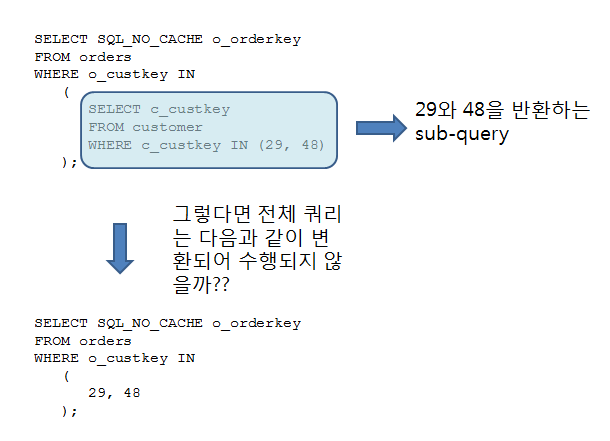 SELECT SQL_NO_CACHE o_orderkey
FROM orders
WHERE o_custkey IN
(
SELECT c_custkey
FROM customer
WHERE c_custkey IN (29, 48)
);
29와 48을 반환하는
sub-query
그렇다면 전체 쿼리
는 다음과 같이 변
환되어 수행되지 않
을까??
SELECT SQL_NO_CACHE o_orderkey
FROM orders
WHERE o_custkey IN
(
29, 48
);